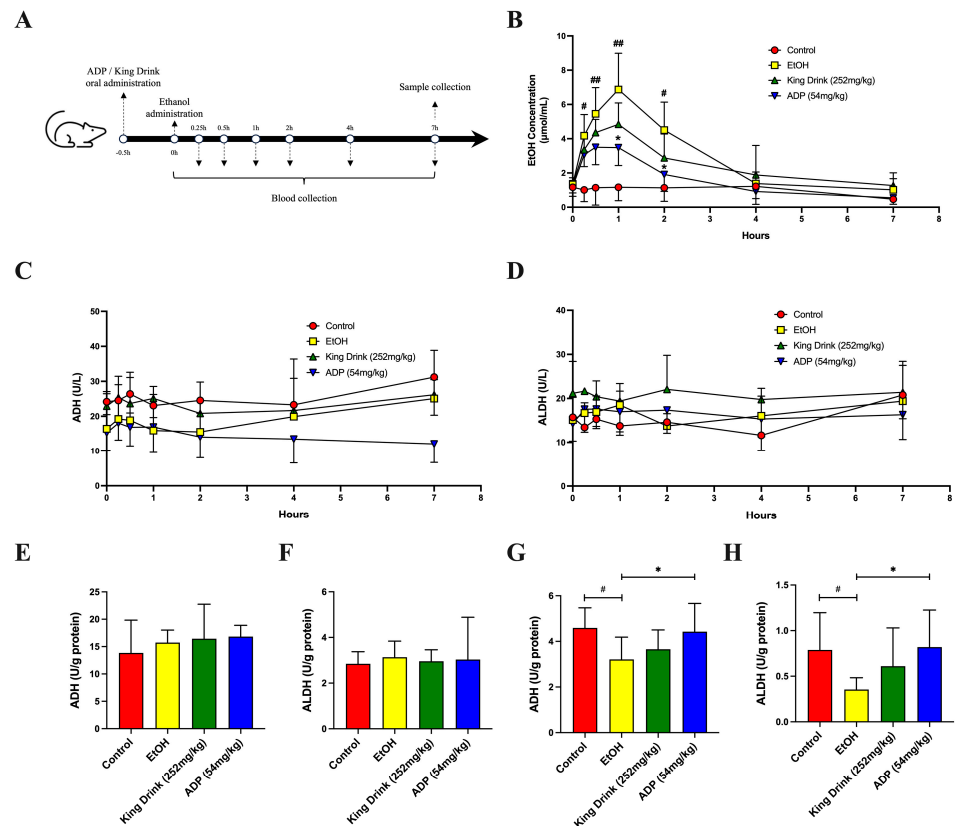 A
ADP / King Drink
oral administration
Ethanol
administration
Sample collection
0.25h
0.5h
1h
2h
4h
7h
-0.5h
0h
Blood collection
B
EtOH Concentration
(μmol/mL)
10
8
6
4
2
0
#
##
##
#
*
*
Control
EtOH
King Drink (252mg/kg)
ADP (54mg/kg)
0 1 2 3 4 5 6 7 8
Hours
C
ADH (U/L)
50
40
30
20
10
0
Control
EtOH
King Drink (252mg/kg)
ADP (54mg/kg)
0 1 2 3 4 5 6 7 8
Hours
D
ALDH (U/L)
40
30
20
10
0
Control
EtOH
King Drink (252mg/kg)
ADP (54mg/kg)
0 1 2 3 4 5 6 7 8
Hours
E
ADH (U/g protein)
25
20
15
10
5
0
Control
EtOH
King Drink (252mg/kg)
ADP (54mg/kg)
F
ALDH (U/g protein)
6
4
2
0
Control
EtOH
King Drink (252mg/kg)
ADP (54mg/kg)
G
ADH (U/g protein)
6
4
2
0
#
*
Control
EtOH
King Drink (252mg/kg)
ADP (54mg/kg)
H
ALDH (U/g protein)
1.5
1.0
0.5
0.0
#
*
Control
EtOH
King Drink (252mg/kg)
ADP (54mg/kg)